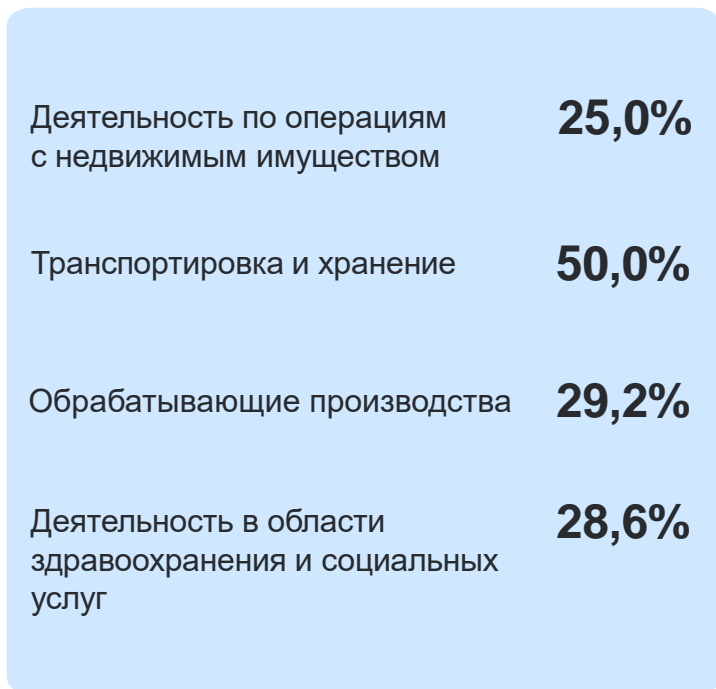 Деятельность по операциям 25,0%
с недвижимым имуществом
Транспортировка и хранение 50,0%
Обрабатывающие производства 29,2%
Деятельность в области 28,6%
здравоохранения и социальных
услуг